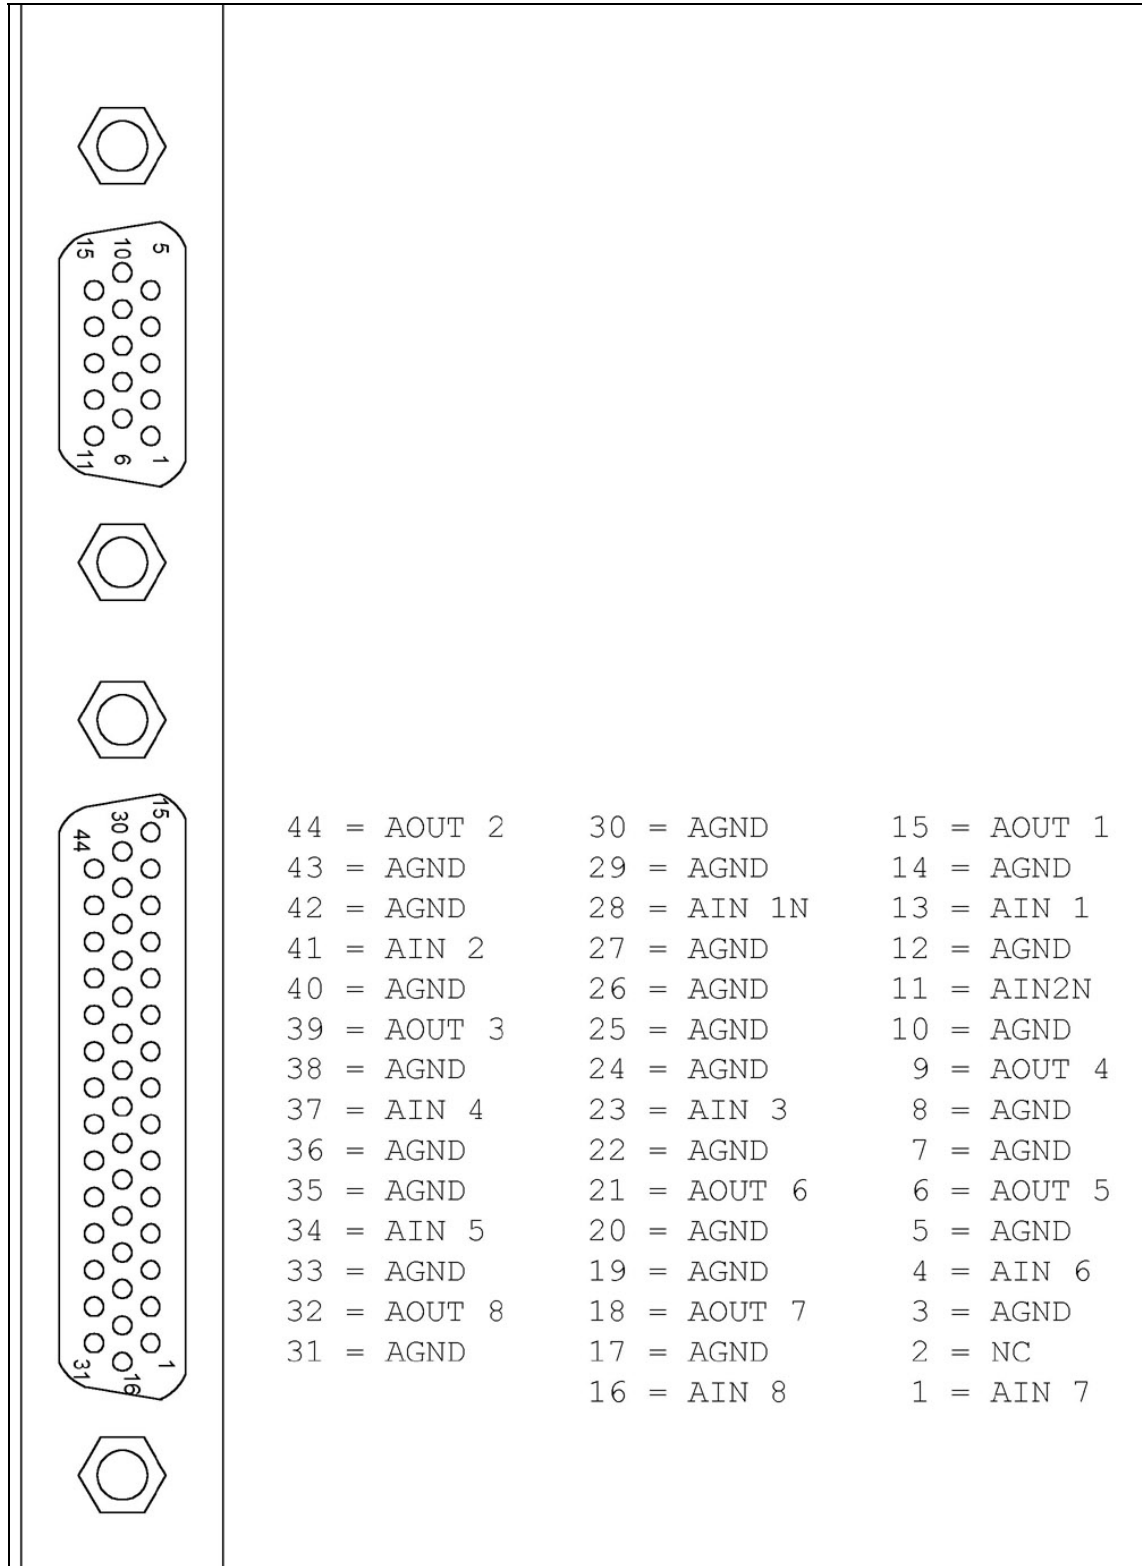 15 10 5
11 6 1
15
30
44
44 = AOUT 2 30 = AGND 15 = AOUT 1
43 = AGND 29 = AGND 14 = AGND
42 = AGND 28 = AIN 1N 13 = AIN 1
41 = AIN 2 27 = AGND 12 = AGND
40 = AGND 26 = AGND 11 = AIN2N
39 = AOUT 3 25 = AGND 10 = AGND
38 = AGND 24 = AGND 9 = AOUT 4
37 = AIN 4 23 = AIN 3 8 = AGND
36 = AGND 22 = AGND 7 = AGND
35 = AGND 21 = AOUT 6 6 = AOUT 5
34 = AIN 5 20 = AGND 5 = AGND
33 = AGND 19 = AGND 4 = AIN 6
32 = AOUT 8 18 = AOUT 7 3 = AGND
31 = AGND 17 = AGND 2 = NC
16 = AIN 8 1 = AIN 7
31 16 1